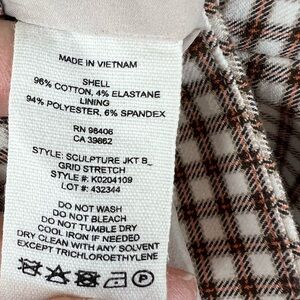 MADE IN VIETNAM
SHELL
96% COTTON, 4% ELASTANE
LINING
94% POLYESTER, 6% SPANDEX
RN 98406
CA 39862
STYLE: SCULPTURE JKT B_
GRID STRETCH
STYLE #: K0204109
LOT #: 432344
DO NOT WASH
DO NOT BLEACH
DO NOT TUMBLE DRY
COOL IRON IF NEEDED
DRY CLEAN WITH ANY SOLVENT
EXCEPT TRICHLOROETHYLENE